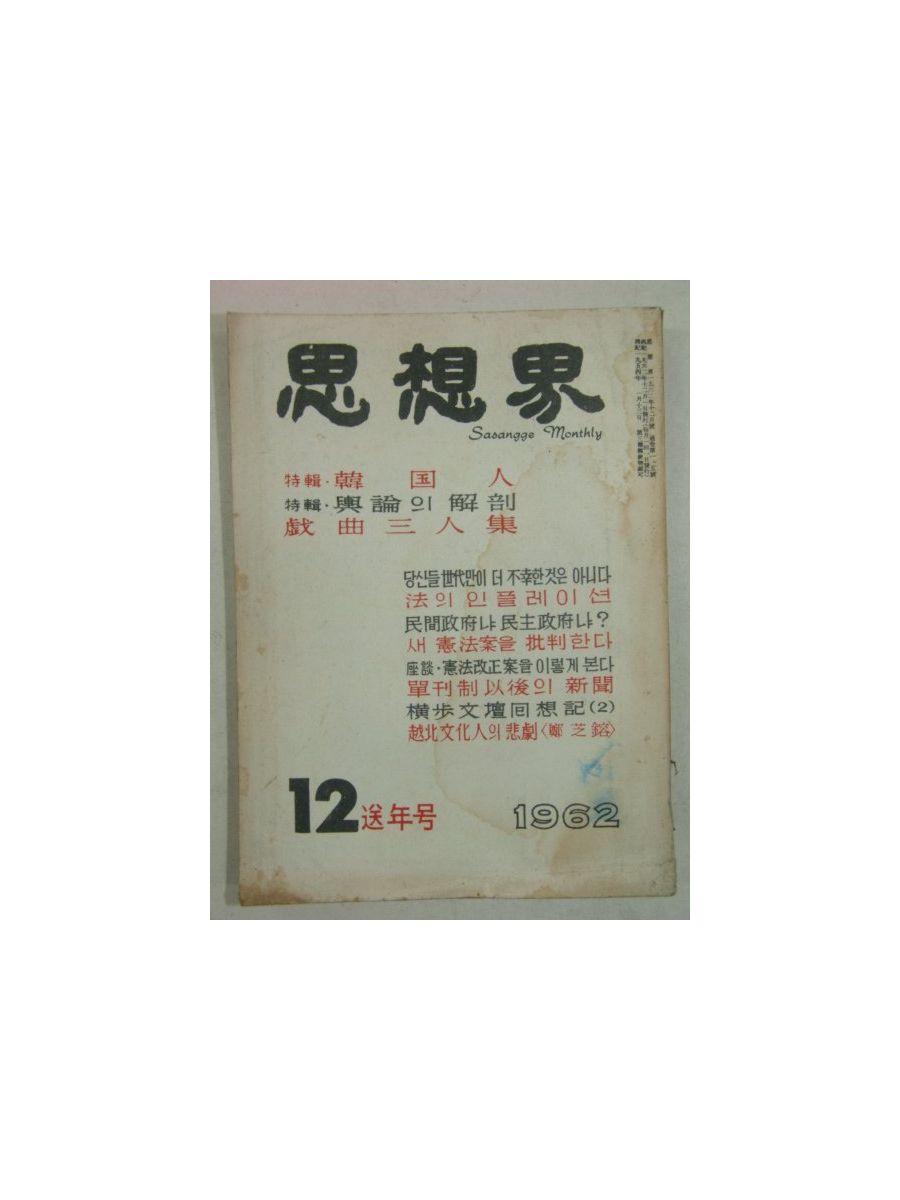 思想界
Sasangge Monthly
特輯·韓国人
特輯·輿論의 解剖
戲曲三人集
당신들 世代만이 더 不幸한것은 아니다
法의 인플레이션
民間政府냐 民主政府냐?
새 憲法案을 批判한다
座談·憲法改正案을 이렇게 본다
單刊制以後의 新聞
橫步文壇回想記(2)
越北文化人의 悲劇〈鄭芝鎔〉
12送年号 1962